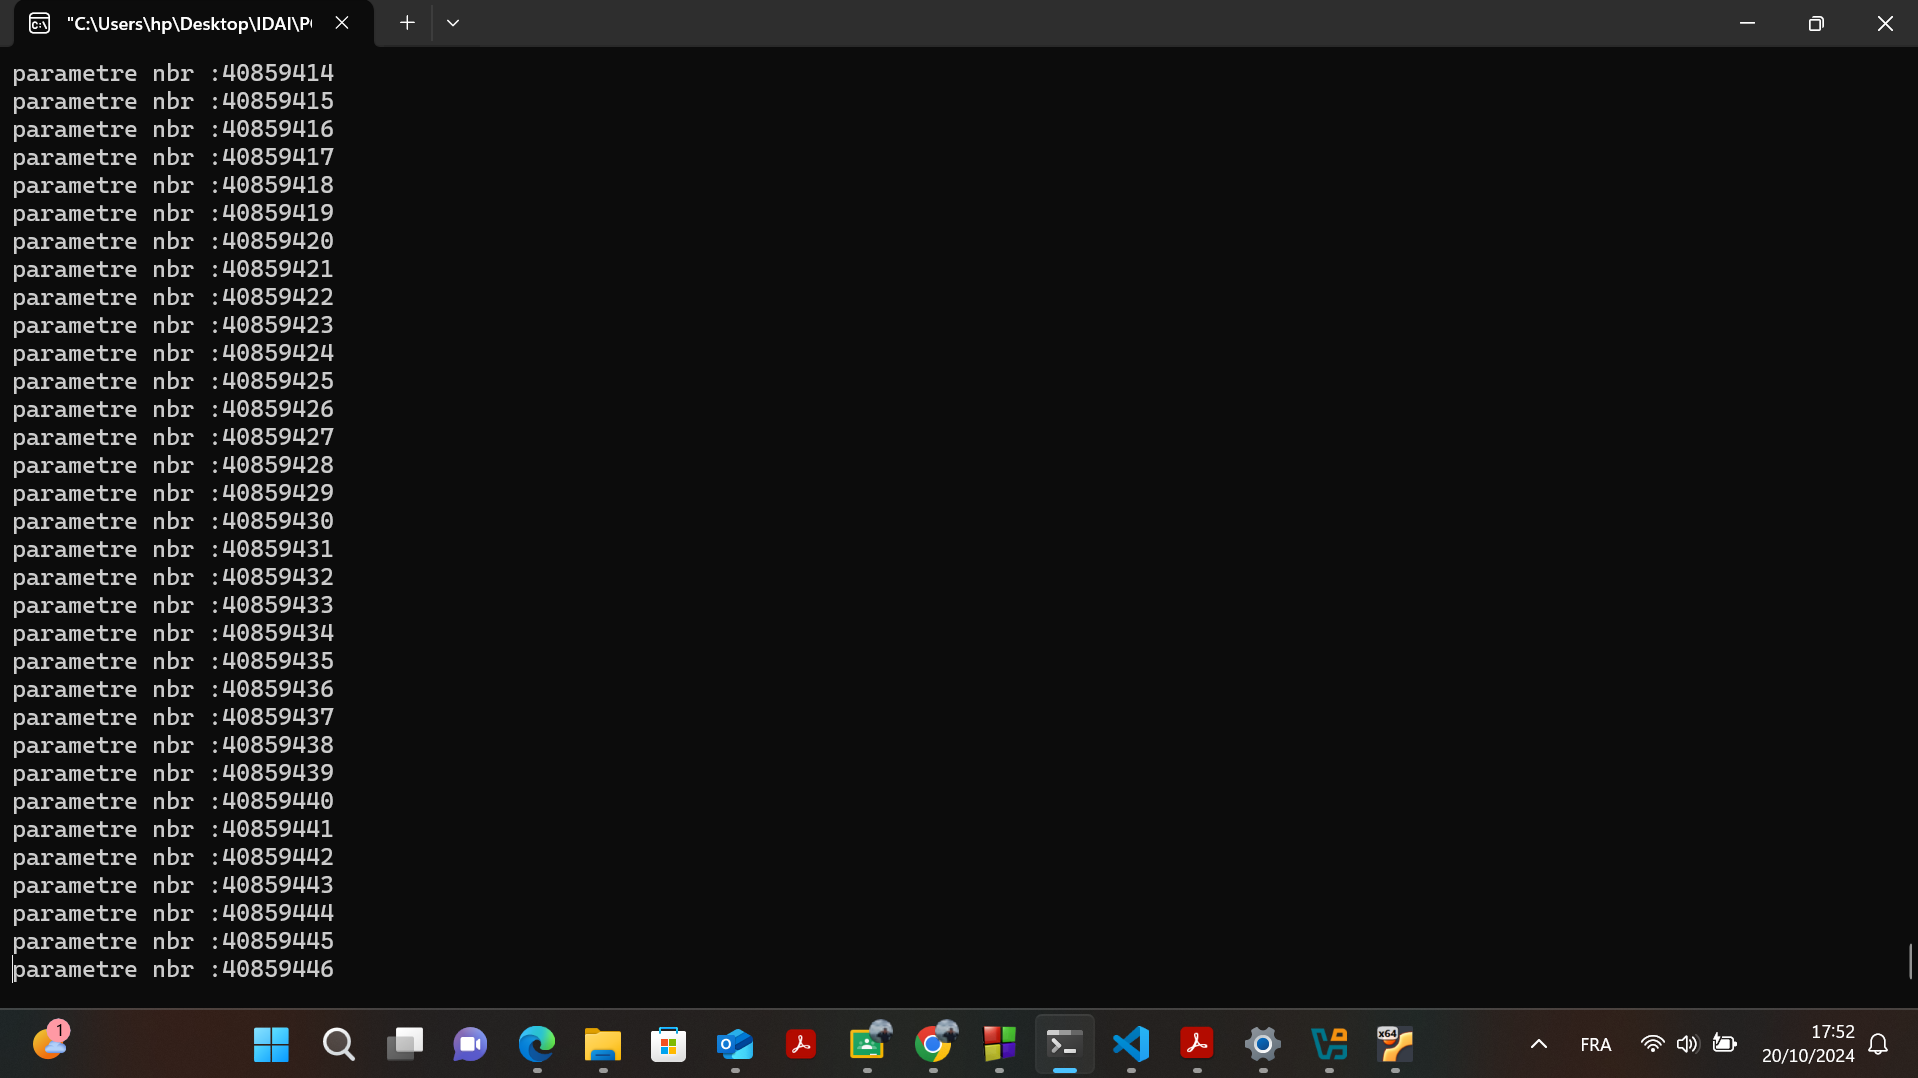 "C:\Users\hp\Desktop\IDAI\P
parametre nbr :40859414
parametre nbr :40859415
parametre nbr :40859416
parametre nbr :40859417
parametre nbr :40859418
parametre nbr :40859419
parametre nbr :40859420
parametre nbr :40859421
parametre nbr :40859422
parametre nbr :40859423
parametre nbr :40859424
parametre nbr :40859425
parametre nbr :40859426
parametre nbr :40859427
parametre nbr :40859428
parametre nbr :40859429
parametre nbr :40859430
parametre nbr :40859431
parametre nbr :40859432
parametre nbr :40859433
parametre nbr :40859434
parametre nbr :40859435
parametre nbr :40859436
parametre nbr :40859437
parametre nbr :40859438
parametre nbr :40859439
parametre nbr :40859440
parametre nbr :40859441
parametre nbr :40859442
parametre nbr :40859443
parametre nbr :40859444
parametre nbr :40859445
parametre nbr :40859446
1
x64
FRA
17:52
20/10/2024